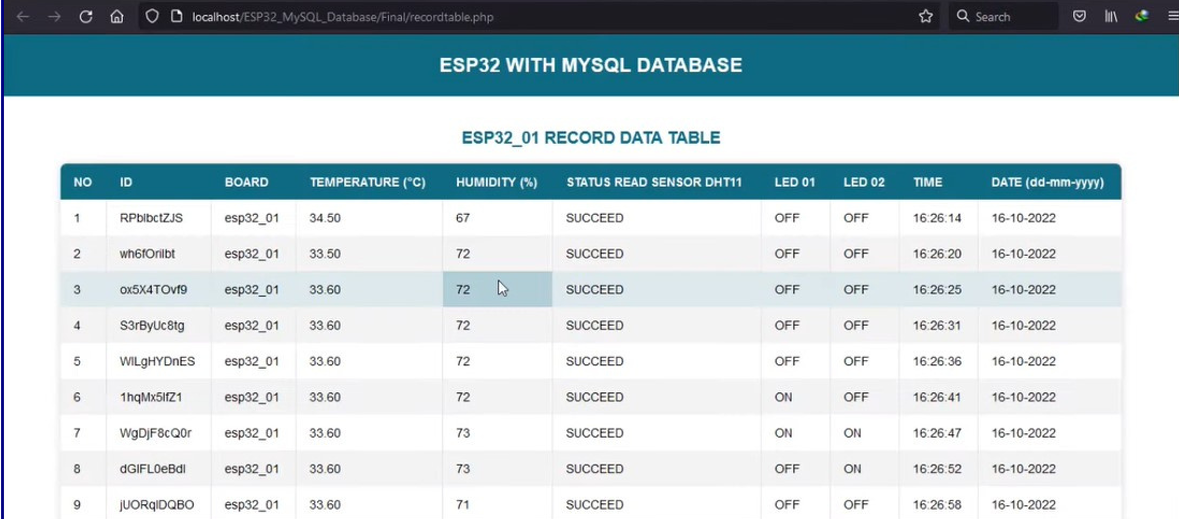 localhost/ESP32_MySQL_Database/Final/recordtable.php
Search
ESP32 WITH MYSQL DATABASE
ESP32_01 RECORD DATA TABLE
NO ID BOARD TEMPERATURE (°C) HUMIDITY (%) STATUS READ SENSOR DHT11 LED 01 LED 02 TIME DATE (dd-mm-yyyy)
1 RPblbctZJS esp32_01 34.50 67 SUCCEED OFF OFF 16:26:14 16-10-2022
2 wh6fOrilbt esp32_01 33.50 72 SUCCEED OFF OFF 16:26:20 16-10-2022
3 ox5X4TOvf9 esp32_01 33.60 72 SUCCEED OFF OFF 16:26:25 16-10-2022
4 S3rByUc8tg esp32_01 33.60 72 SUCCEED OFF OFF 16:26:31 16-10-2022
5 WILgHYDnES esp32_01 33.60 72 SUCCEED OFF OFF 16:26:36 16-10-2022
6 1hqMx5lfZ1 esp32_01 33.60 72 SUCCEED ON OFF 16:26:41 16-10-2022
7 WgDjF8cQ0r esp32_01 33.60 73 SUCCEED ON ON 16:26:47 16-10-2022
8 dGIFL0eBdl esp32_01 33.60 73 SUCCEED OFF ON 16:26:52 16-10-2022
9 jUORqlDQBO esp32_01 33.60 71 SUCCEED OFF OFF 16:26:58 16-10-2022